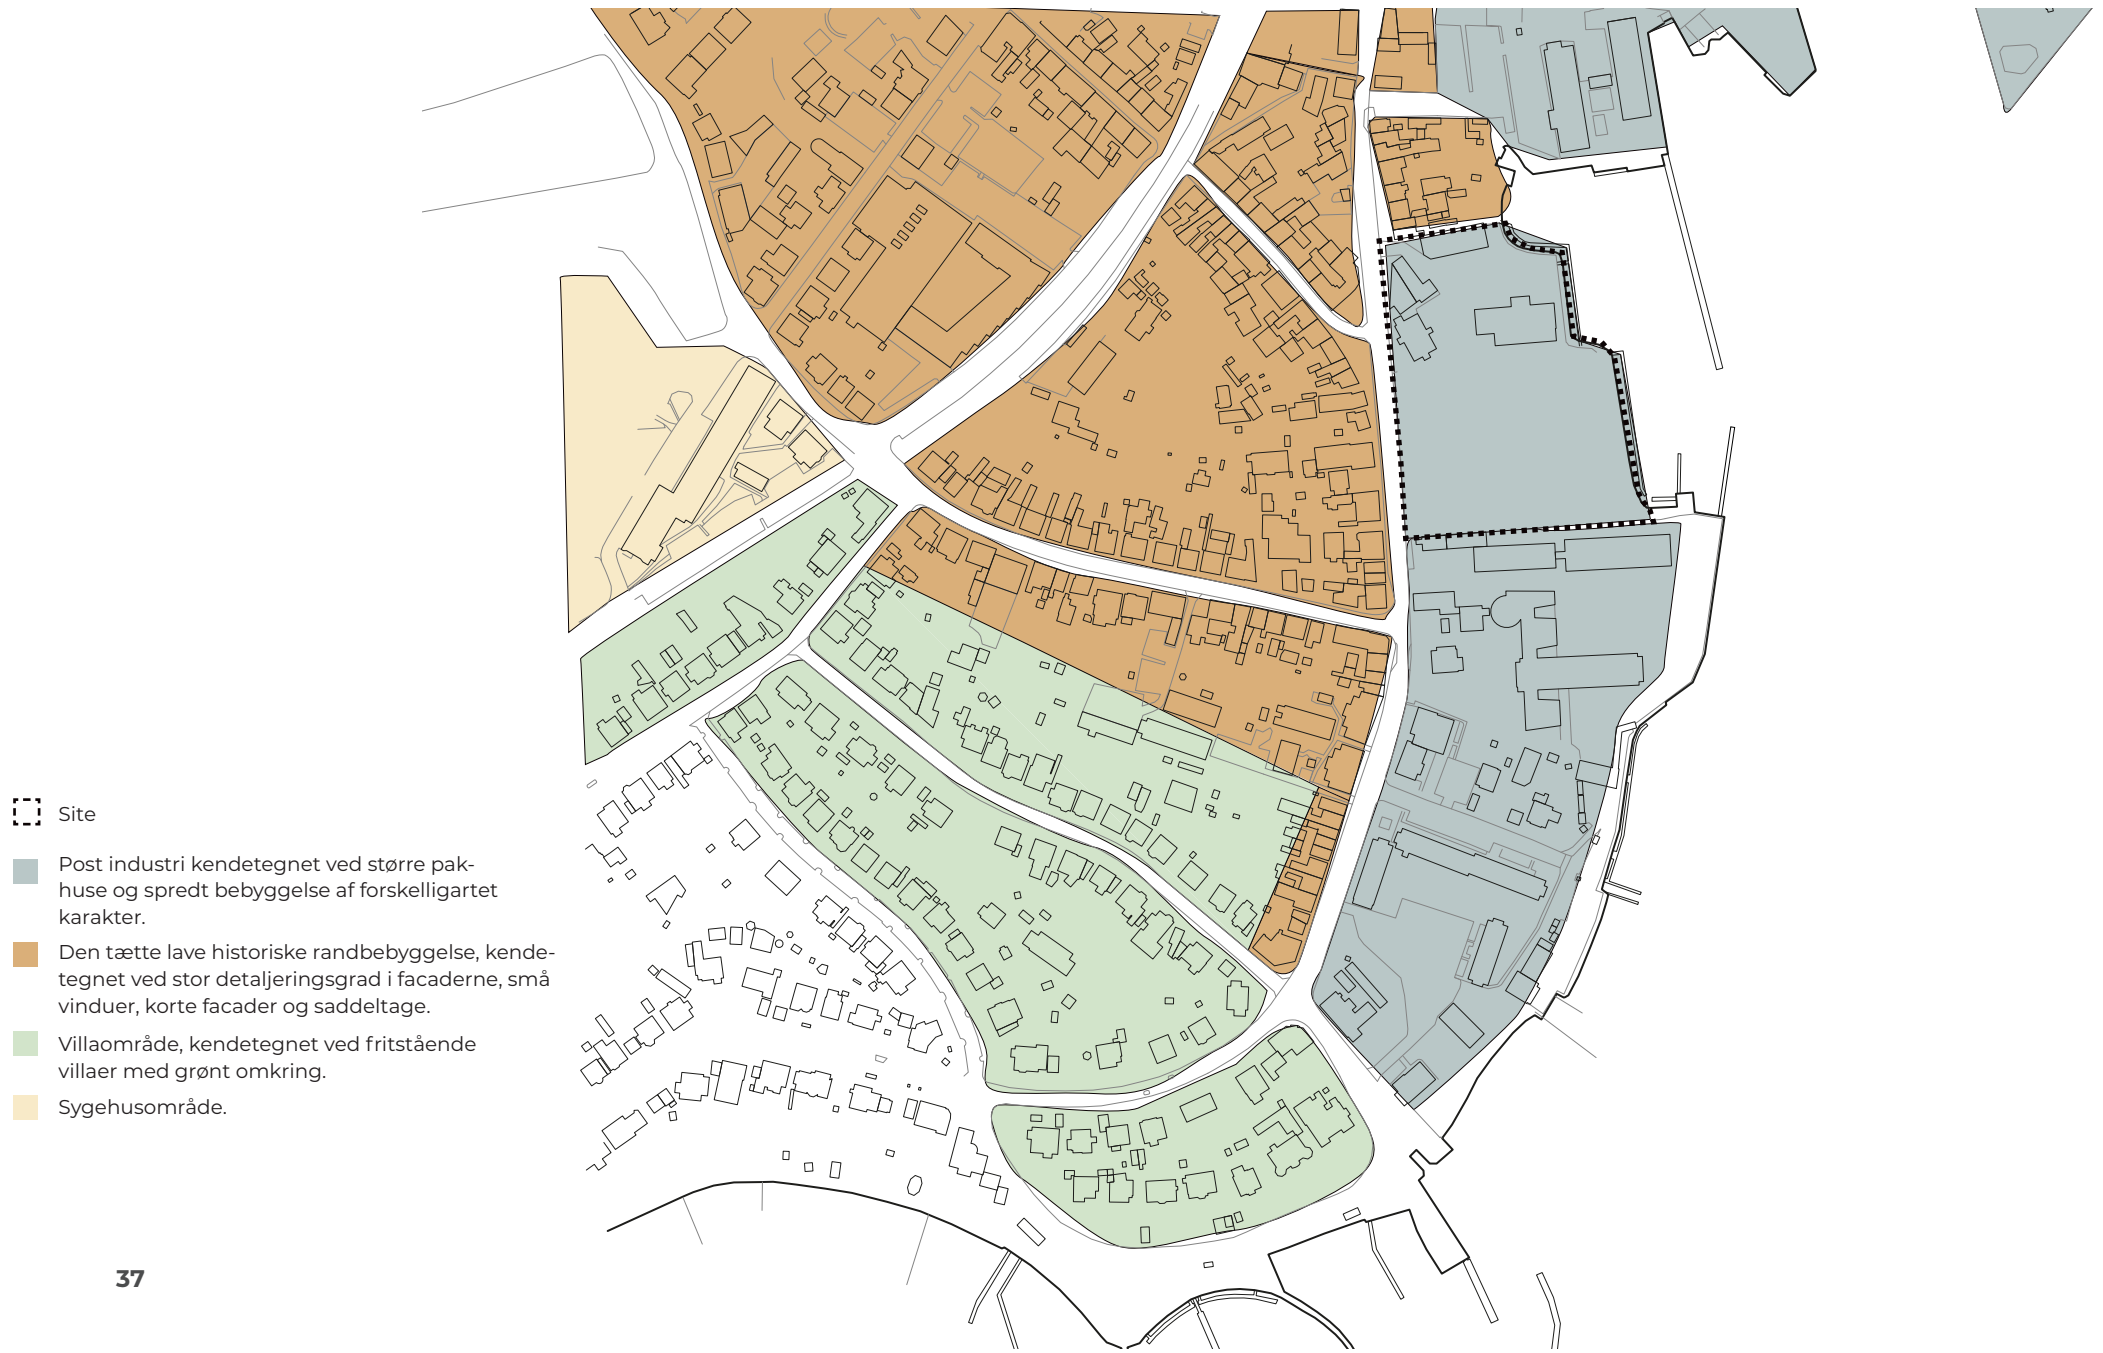 Site
Post industri kendetegnet ved større pak-
huse og spredt bebyggelse af forskelligartet
karakter.
Den tætte lave historiske randbebyggelse, kende-
tegnet ved stor detaljeringsgrad i facaderne, små
vinduer, korte facader og saddeltage.
Villaområde, kendetegnet ved fritstående
villaer med grønt omkring.
Sygehusområde.
37